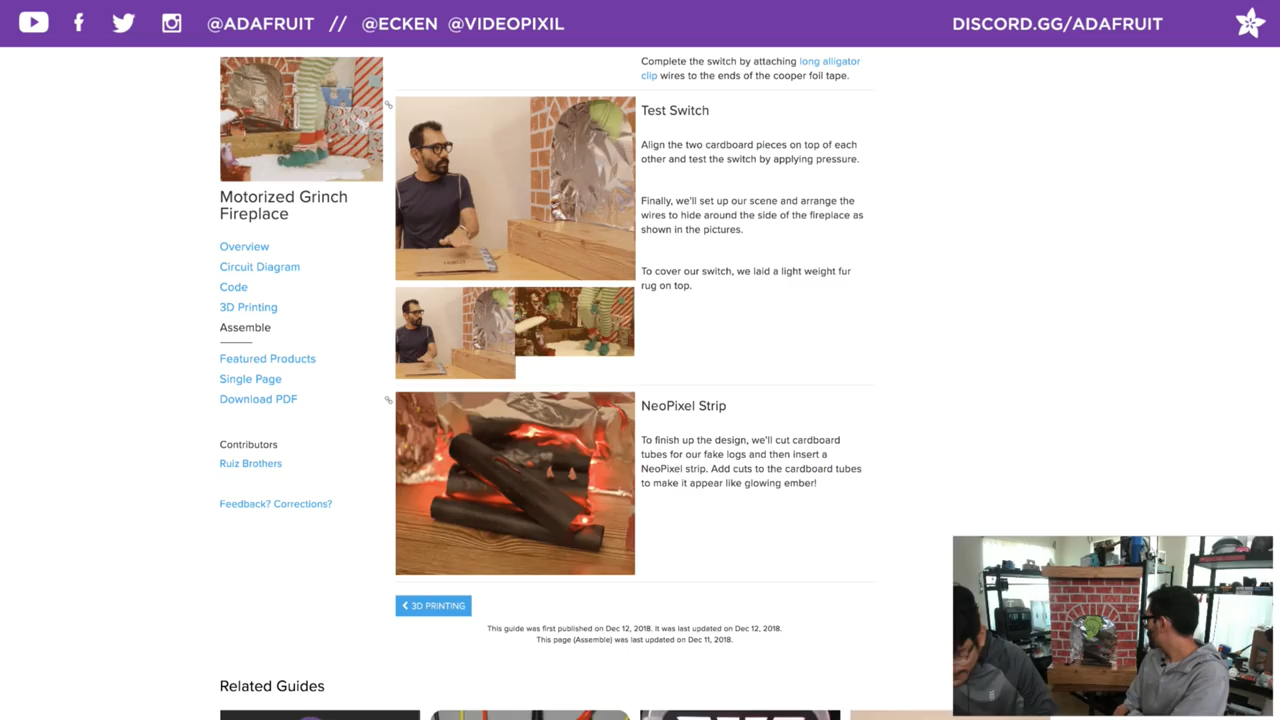 @ADAFRUIT // @ECKEN @VIDEOPIXIL
DISCORD.GG/ADAFRUIT
Complete the switch by attaching long alligator
clip wires to the ends of the cooper foil tape.
Test Switch
Align the two cardboard pieces on top of each
other and test the switch by applying pressure.
Finally, we'll set up our scene and arrange the
wires to hide around the side of the fireplace as
shown in the pictures.
To cover our switch, we laid a light weight fur
rug on top.
Motorized Grinch
Fireplace
Overview
Circuit Diagram
Code
3D Printing
Assemble
Featured Products
Single Page
Download PDF
Contributors
Ruiz Brothers
Feedback? Corrections?
NeoPixel Strip
To finish up the design, we'll cut cardboard
tubes for our fake logs and then insert a
NeoPixel strip. Add cuts to the cardboard tubes
to make it appear like glowing ember!
3D PRINTING
This guide was first published on Dec 12, 2018. It was last updated on Dec 12, 2018.
This page (Assemble) was last updated on Dec 11, 2018.
Related Guides